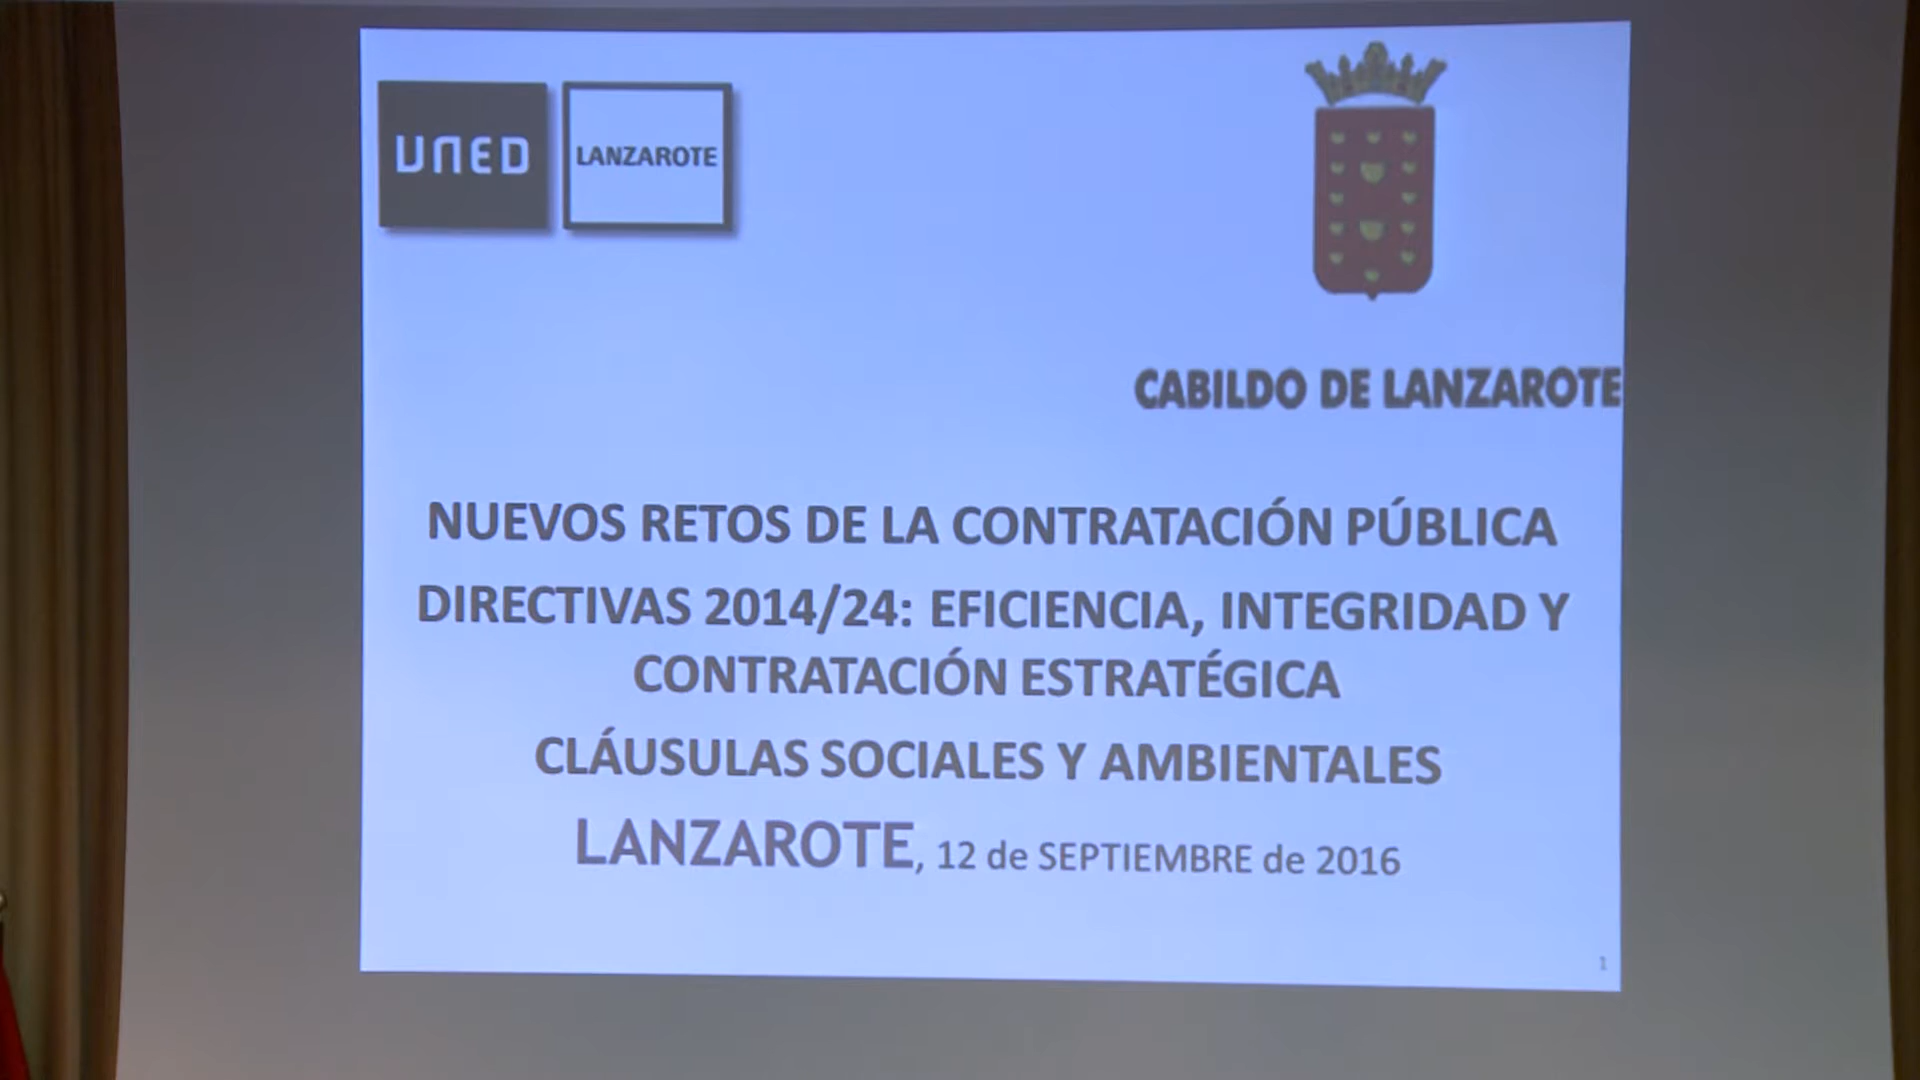 UNED
LANZAROTE
CABILDO DE LANZAROTE
NUEVOS RETOS DE LA CONTRATACIÓN PÚBLICA
DIRECTIVAS 2014/24: EFICIENCIA, INTEGRIDAD Y
CONTRATACIÓN ESTRATÉGICA
CLÁUSULAS SOCIALES Y AMBIENTALES
LANZAROTE, 12 de SEPTIEMBRE de 2016
1